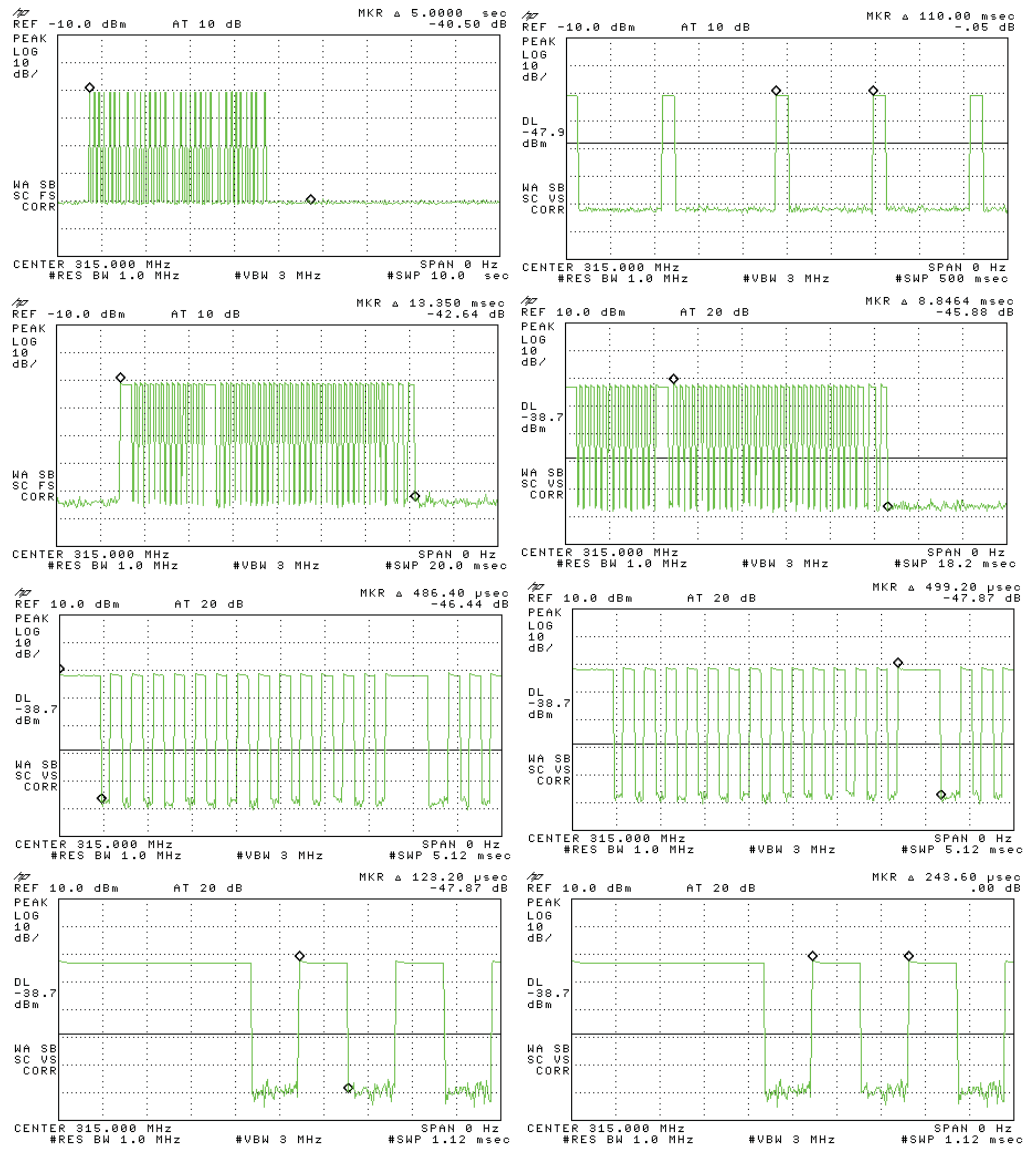 hp MKR Δ 5.0000 sec
REF -10.0 dBm AT 10 dB -40.50 dB
PEAK
LOG
10
dB/
WA SB
SC FS
CORR
CENTER 315.000 MHz SPAN 0 Hz
#RES BW 1.0 MHz #VBW 3 MHz #SWP 10.0 sec
hp MKR Δ 110.00 msec
REF -10.0 dBm AT 10 dB -.05 dB
PEAK
LOG
10
dB/
DL
-47.9
dBm
WA SB
SC VS
CORR
CENTER 315.000 MHz SPAN 0 Hz
#RES BW 1.0 MHz #VBW 3 MHz #SWP 500 msec
hp MKR Δ 13.350 msec
REF -10.0 dBm AT 10 dB -42.64 dB
PEAK
LOG
10
dB/
WA SB
SC FS
CORR
CENTER 315.000 MHz SPAN 0 Hz
#RES BW 1.0 MHz #VBW 3 MHz #SWP 20.0 msec
hp MKR Δ 8.8464 msec
REF 10.0 dBm AT 20 dB -45.88 dB
PEAK
LOG
10
dB/
DL
-38.7
dBm
WA SB
SC VS
CORR
CENTER 315.000 MHz SPAN 0 Hz
#RES BW 1.0 MHz #VBW 3 MHz #SWP 18.2 msec
hp MKR Δ 486.40 μsec
REF 10.0 dBm AT 20 dB -46.44 dB
PEAK
LOG
10
dB/
DL
-38.7
dBm
WA SB
SC VS
CORR
CENTER 315.000 MHz SPAN 0 Hz
#RES BW 1.0 MHz #VBW 3 MHz #SWP 5.12 msec
hp MKR Δ 499.20 μsec
REF 10.0 dBm AT 20 dB -47.87 dB
PEAK
LOG
10
dB/
DL
-38.7
dBm
WA SB
SC VS
CORR
CENTER 315.000 MHz SPAN 0 Hz
#RES BW 1.0 MHz #VBW 3 MHz #SWP 5.12 msec
hp MKR Δ 123.20 μsec
REF 10.0 dBm AT 20 dB -47.87 dB
PEAK
LOG
10
dB/
DL
-38.7
dBm
WA SB
SC VS
CORR
CENTER 315.000 MHz SPAN 0 Hz
#RES BW 1.0 MHz #VBW 3 MHz #SWP 1.12 msec
hp MKR Δ 243.60 μsec
REF 10.0 dBm AT 20 dB .00 dB
PEAK
LOG
10
dB/
DL
-38.7
dBm
WA SB
SC VS
CORR
CENTER 315.000 MHz SPAN 0 Hz
#RES BW 1.0 MHz #VBW 3 MHz #SWP 1.12 msec